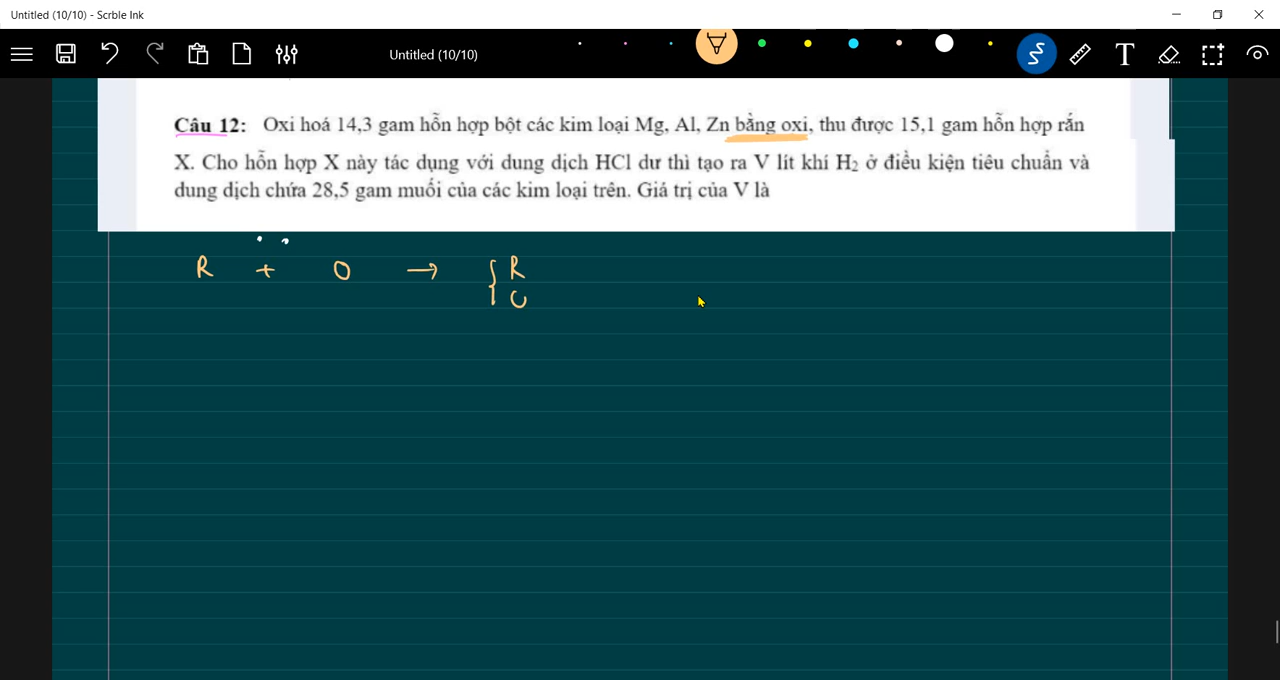 Untitled (10/10) - Scrble Ink
Untitled (10/10)
T
Câu 12: Oxi hoá 14,3 gam hỗn hợp bột các kim loại Mg, Al, Zn bằng oxi, thu được 15,1 gam hỗn hợp rắn
X. Cho hỗn hợp X này tác dụng với dung dịch HCl dư thì tạo ra V lít khí H₂ ở điều kiện tiêu chuẩn và
dung dịch chứa 28,5 gam muối của các kim loại trên. Giá trị của V là
R + O → { R
O